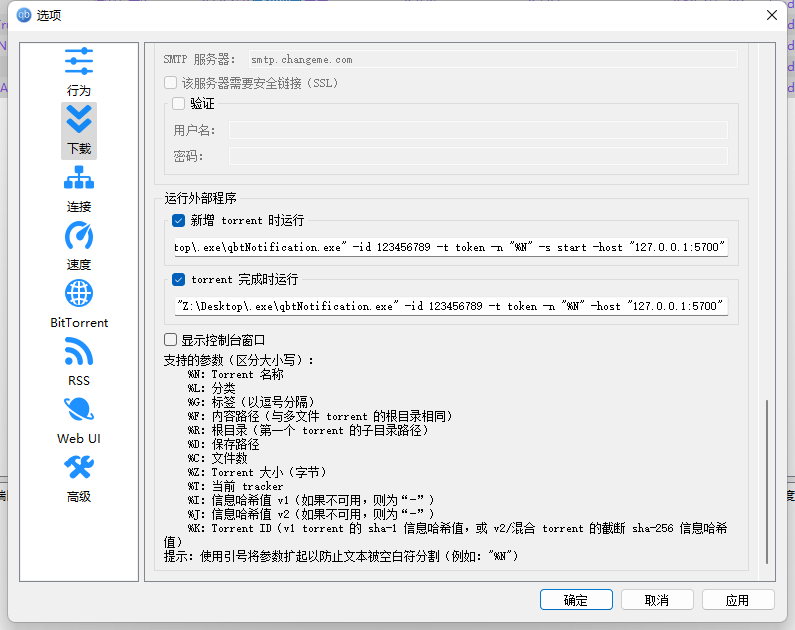 选项
行为
下载
连接
速度
BitTorrent
RSS
Web UI
高级
SMTP 服务器: smtp.changeme.com
该服务器需要安全链接（SSL）
验证
用户名:
密码:
运行外部程序
新增 torrent 时运行
top\.exe\qbtNotification.exe" -id 123456789 -t token -n "%N" -s start -host "127.0.0.1:5700"
torrent 完成时运行
"Z:\Desktop\.exe\qbtNotification.exe" -id 123456789 -t token -n "%N" -host "127.0.0.1:5700"
显示控制台窗口
支持的参数（区分大小写）:
%N: Torrent 名称
%L: 分类
%G: 标签（以逗号分隔）
%F: 内容路径（与多文件 torrent 的根目录相同）
%R: 根目录（第一个 torrent 的子目录路径）
%D: 保存路径
%C: 文件数
%Z: Torrent 大小（字节）
%T: 当前 tracker
%I: 信息哈希值 v1（如果不可用，则为“-”）
%J: 信息哈希值 v2（如果不可用，则为“-”）
%K: Torrent ID（v1 torrent 的 sha-1 信息哈希值，或 v2/混合 torrent 的截断 sha-256 信息哈希
值）
提示: 使用引号将参数扩起以防止文本被空白符分割（例如: "%N"）
确定
取消
应用